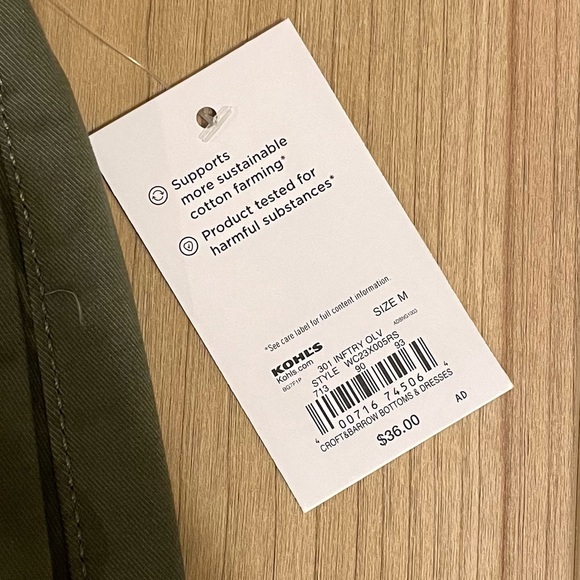 Supports
more sustainable
cotton farming*
Product tested for
harmful substances*
*See care label for full content information.
SIZE M
KOHL'S
Kohls.com
301 INFTRY OLV
STYLE WC23X005RS
713 90 93
4 00716 74506 4
CROFT&BARROW BOTTOMS & DRESSES
$36.00
AD